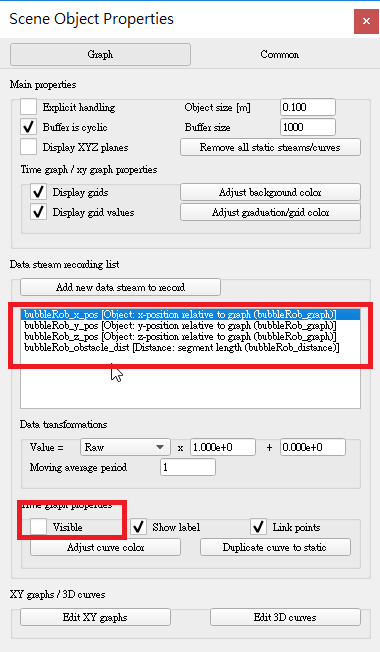 Scene Object Properties
Graph Common
Main properties
Explicit handling Object size [m] 0.100
Buffer is cyclic Buffer size 1000
Display XYZ planes Remove all static streams/curves
Time graph / xy graph properties
Display grids Adjust background color
Display grid values Adjust graduation/grid color
Data stream recording list
Add new data stream to record
bubbleRob_x_pos [Object: x-position relative to graph (bubbleRob_graph)]
bubbleRob_y_pos [Object: y-position relative to graph (bubbleRob_graph)]
bubbleRob_z_pos [Object: z-position relative to graph (bubbleRob_graph)]
bubbleRob_obstacle_dist [Distance: segment length (bubbleRob_distance)]
Data transformations
Value = Raw x 1.000e+0 + 0.000e+0
Moving average period 1
Time graph properties
Visible Show label Link points
Adjust curve color Duplicate curve to static
XY graphs / 3D curves
Edit XY graphs Edit 3D curves